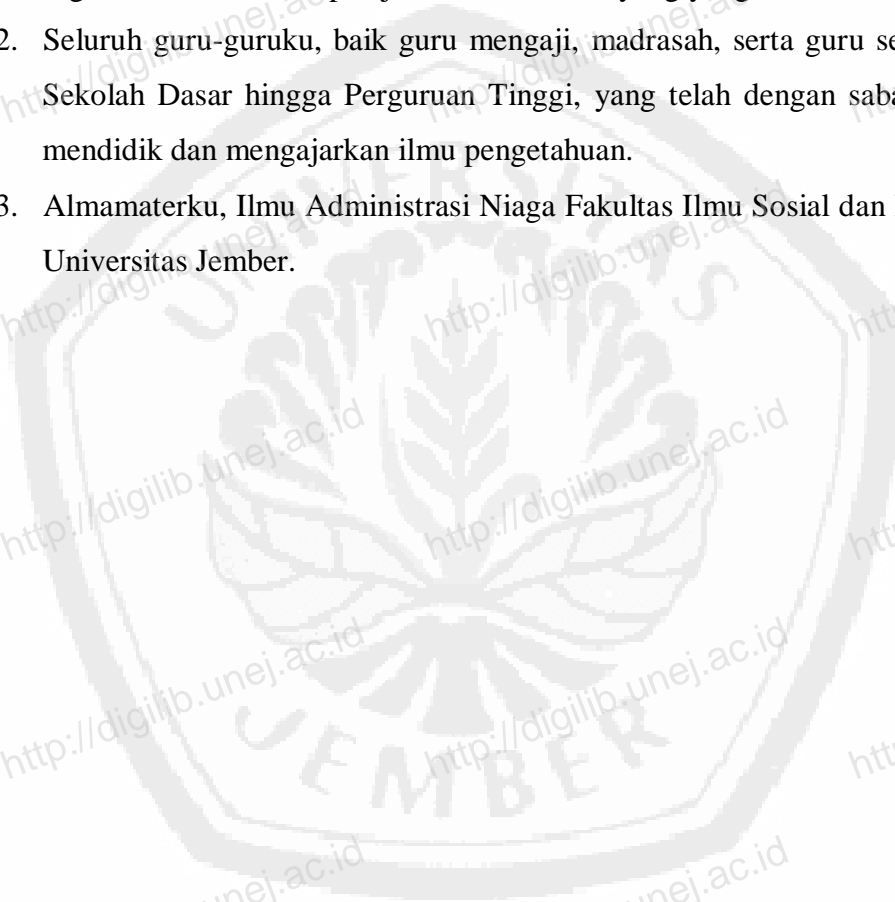 2. Seluruh guru-guruku, baik guru mengaji, madrasah, serta guru
Sekolah Dasar hingga Perguruan Tinggi, yang telah dengan
mendidik dan mengajarkan ilmu pengetahuan.
3. Almamaterku, Ilmu Administrasi Niaga Fakultas Ilmu Sosial dan
Universitas Jember.
UNIVERSITAS
JEMBER
http://digilib.unej.ac.id
http://digilib.unej.ac.id
http://digilib.unej.ac.id
http://digilib.unej.ac.id
http://digilib.unej.ac.id
http://digilib.unej.ac.id